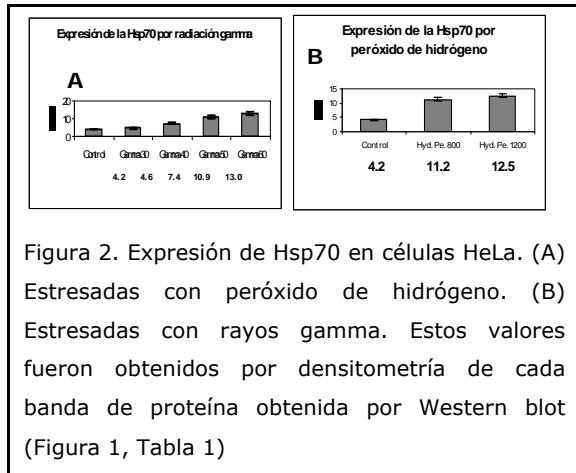 Expresión de la Hsp70 por radiación gamma
A
20
10
0
Control Gamma30 Gamma40 Gamma50 Gamma60
4.2 4.6 7.4 10.9 13.0
Expresión de la Hsp70 por
peróxido de hidrógeno
B
15
10
5
0
Control Hyd. Pe. 800 Hyd. Pe. 1200
4.2 11.2 12.5
Figura 2. Expresión de Hsp70 en células HeLa. (A)
Estresadas con peróxido de hidrógeno. (B)
Estresadas con rayos gamma. Estos valores
fueron obtenidos por densitometría de cada
banda de proteína obtenida por Western blot
(Figura 1, Tabla 1)